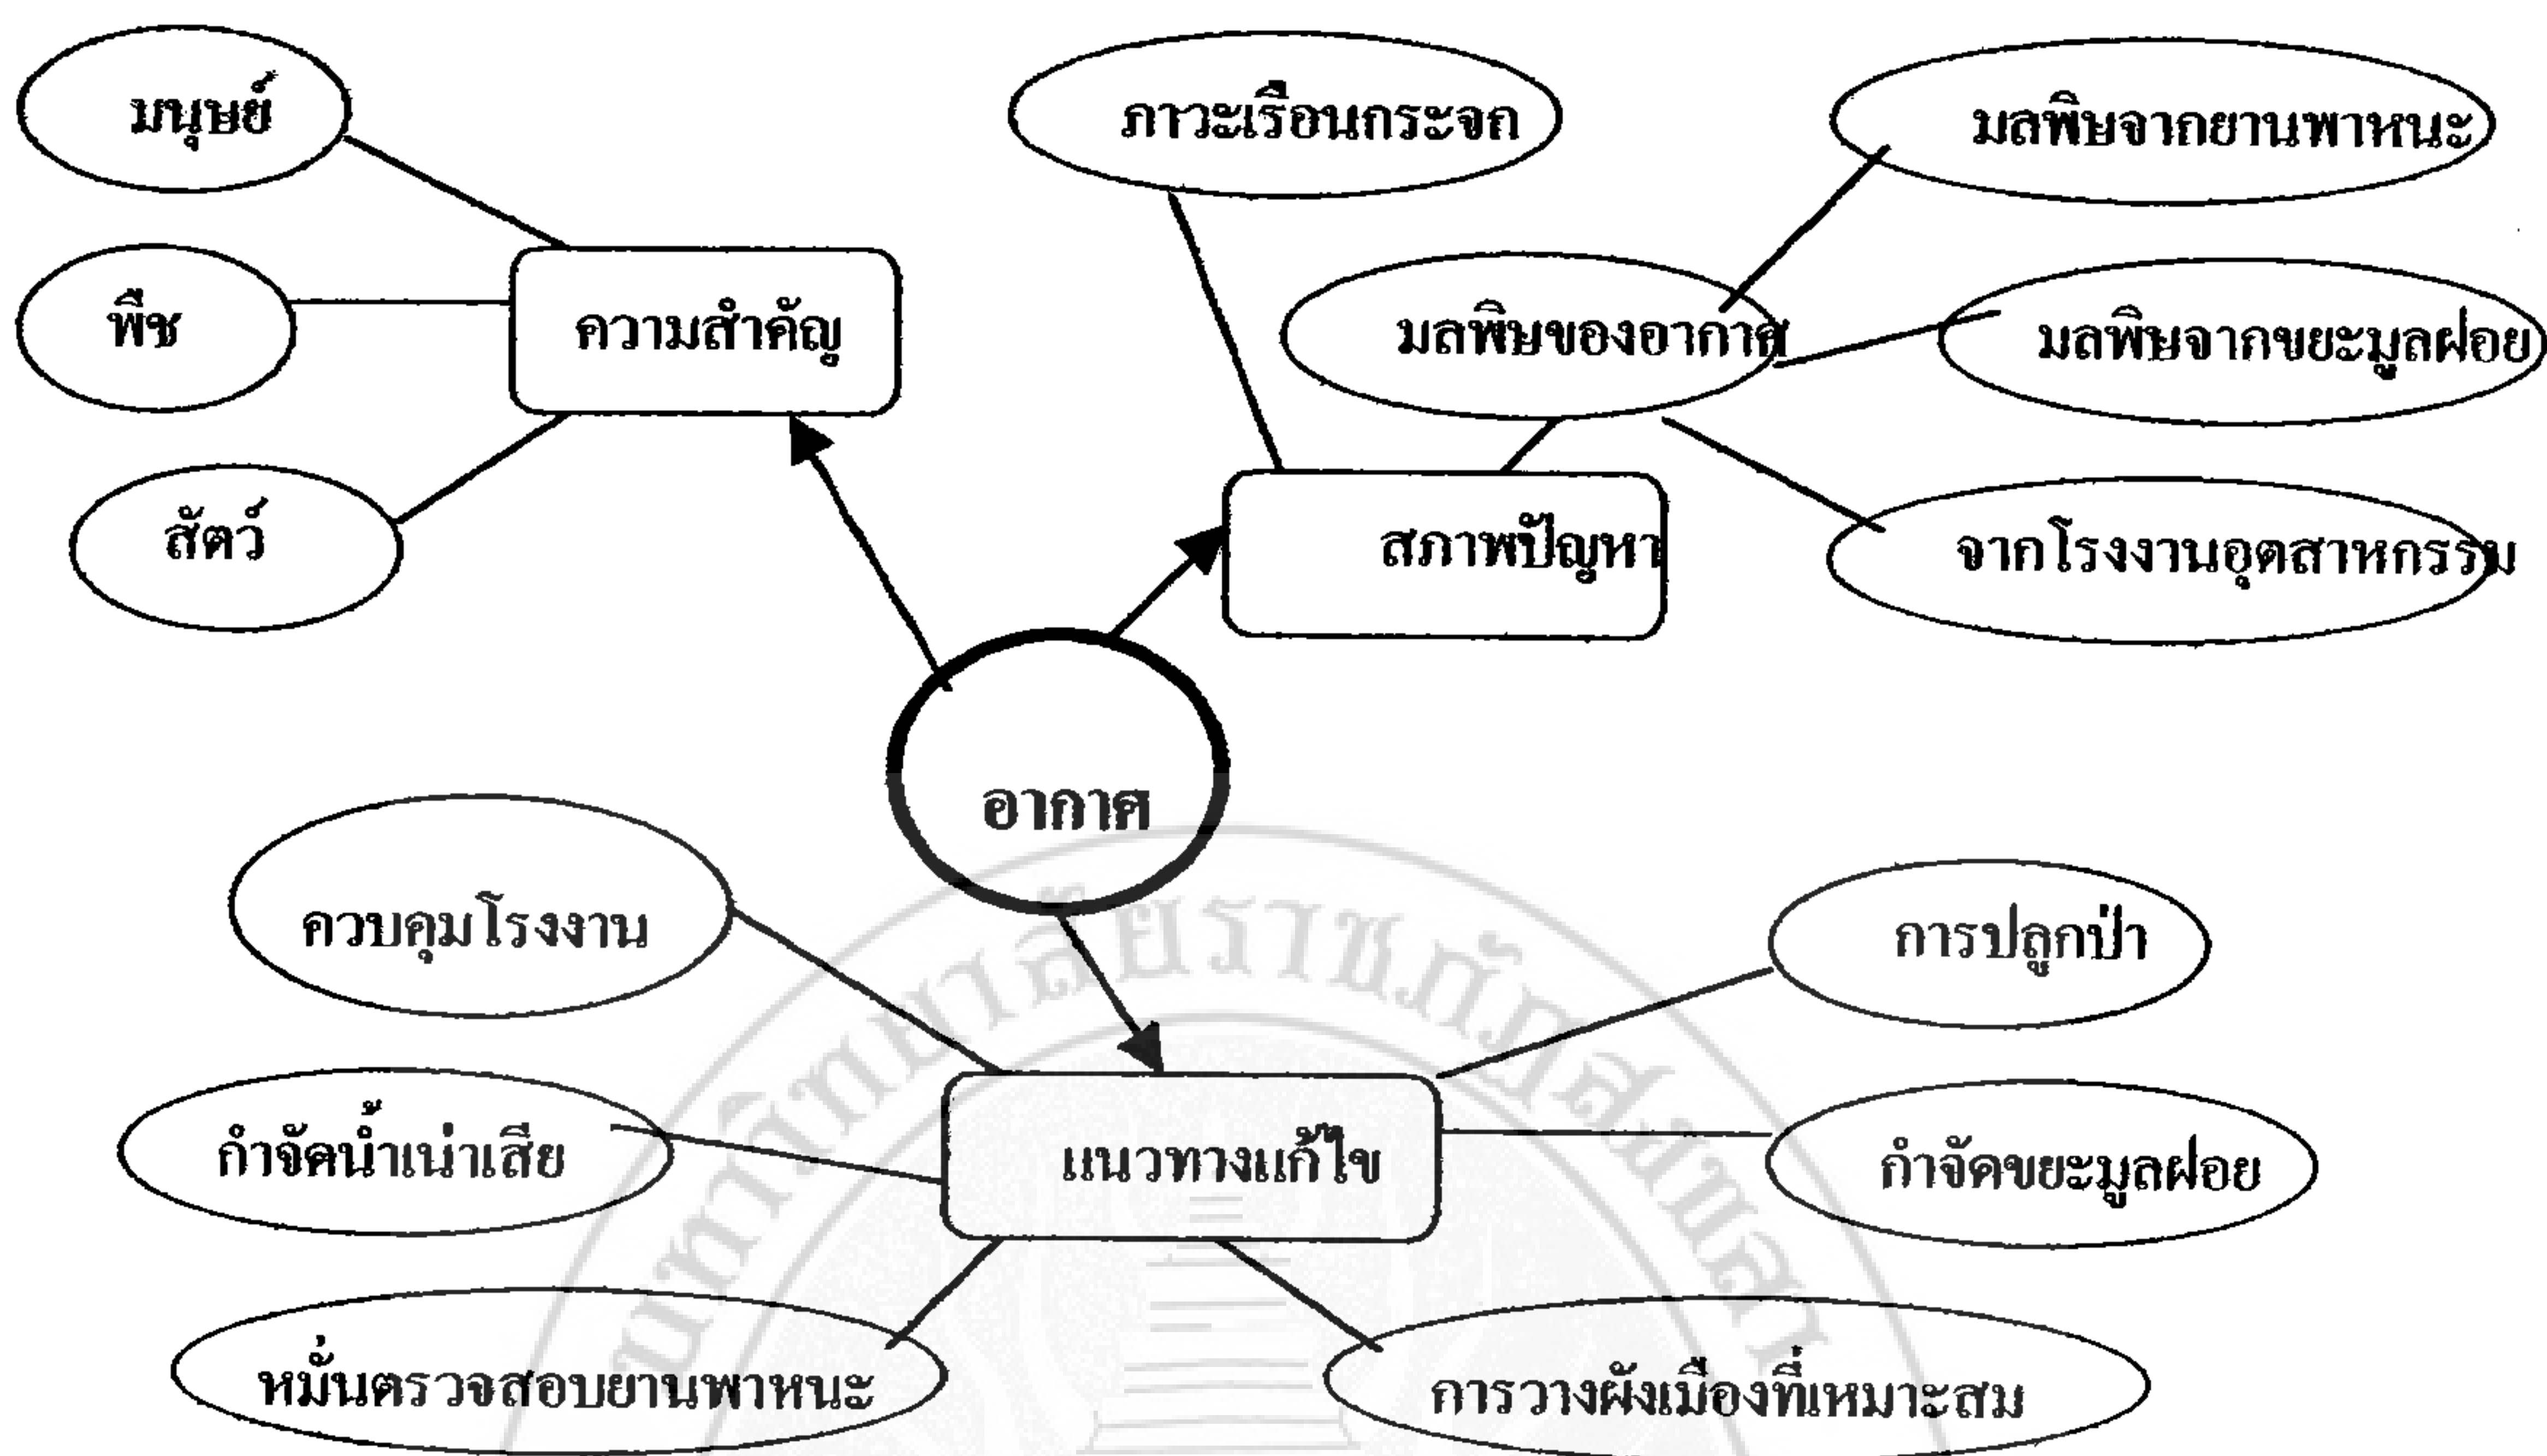 มนุษย์
ภาวะเรือนกระจก
มลพิษจากยานพาหนะ
พืช
ความสำคัญ
มลพิษของอากาศ
มลพิษจากขยะมูลฝอย
สัตว์
สภาพปัญหา
จากโรงงานอุตสาหกรรม
อากาศ
ควบคุมโรงงาน
การปลูกป่า
กำจัดน้ำเน่าเสีย
แนวทางแก้ไข
กำจัดขยะมูลฝอย
หมั่นตรวจสอบยานพาหนะ
การวางผังเมืองที่เหมาะสม